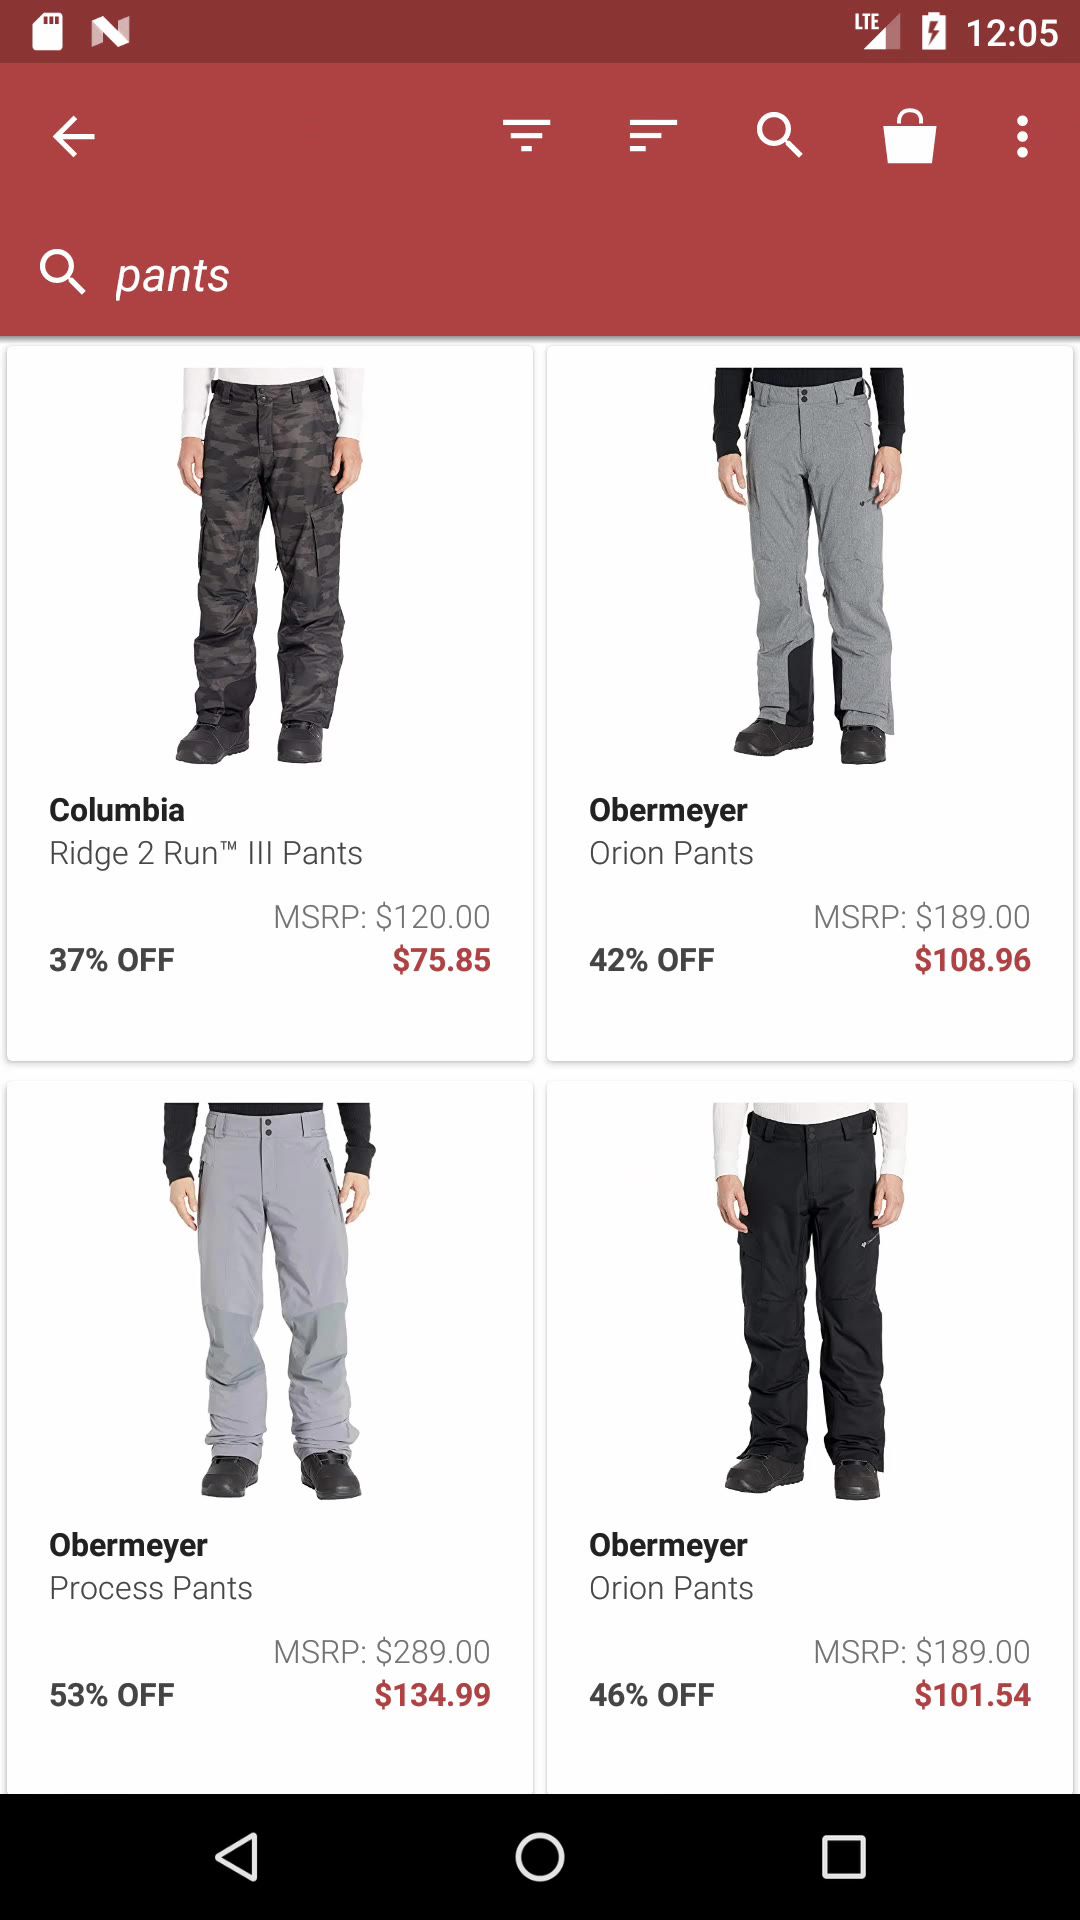 LTE 12:05
pants
Columbia
Ridge 2 Run™ III Pants
MSRP: $120.00
37% OFF $75.85
Obermeyer
Orion Pants
MSRP: $189.00
42% OFF $108.96
Obermeyer
Process Pants
MSRP: $289.00
53% OFF $134.99
Obermeyer
Orion Pants
MSRP: $189.00
46% OFF $101.54